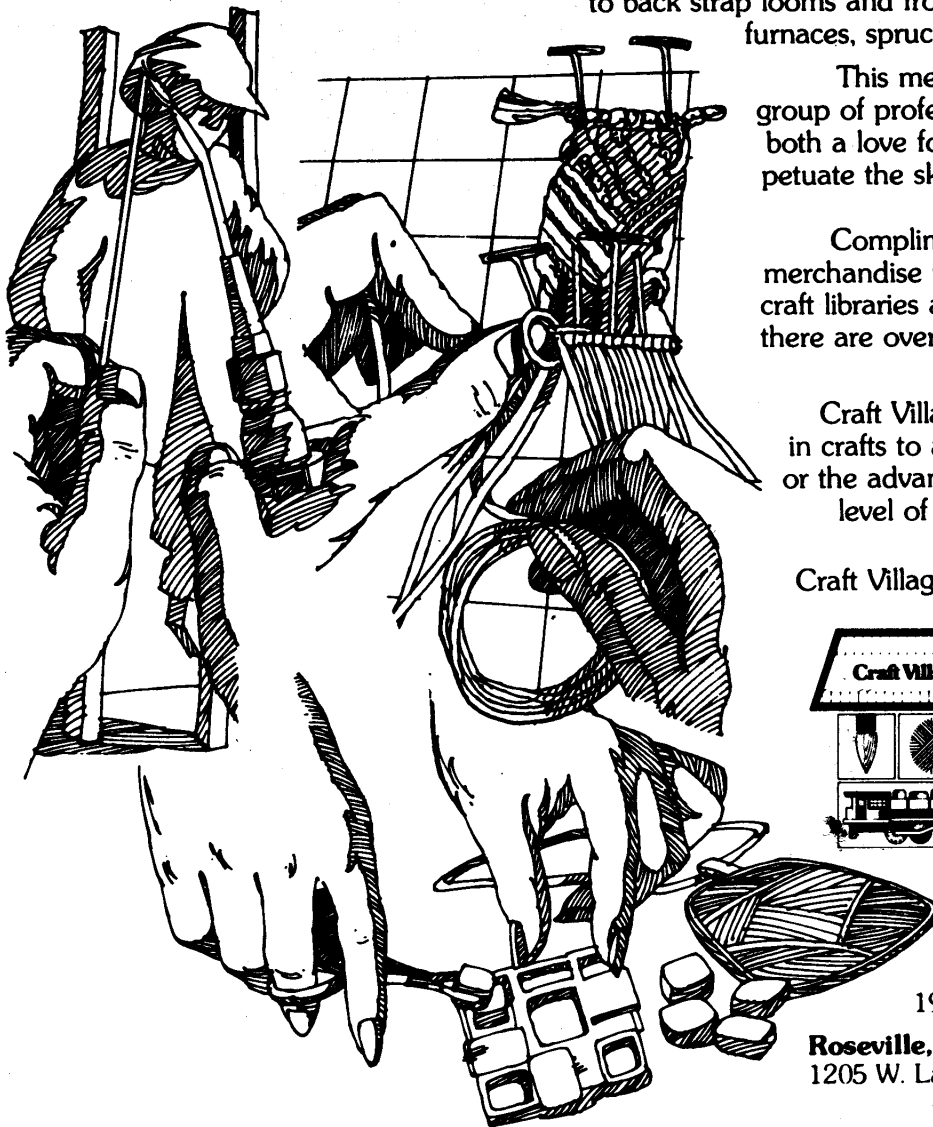 to back strap looms and fro
furnaces, spruc
This me
group of profe
both a love fo
petuate the sk
Complin
merchandise
craft libraries a
there are over
Craft Villa
in crafts to a
or the advan
level of
Craft Villag
Craft Vill
19
Roseville,
1205 W. La